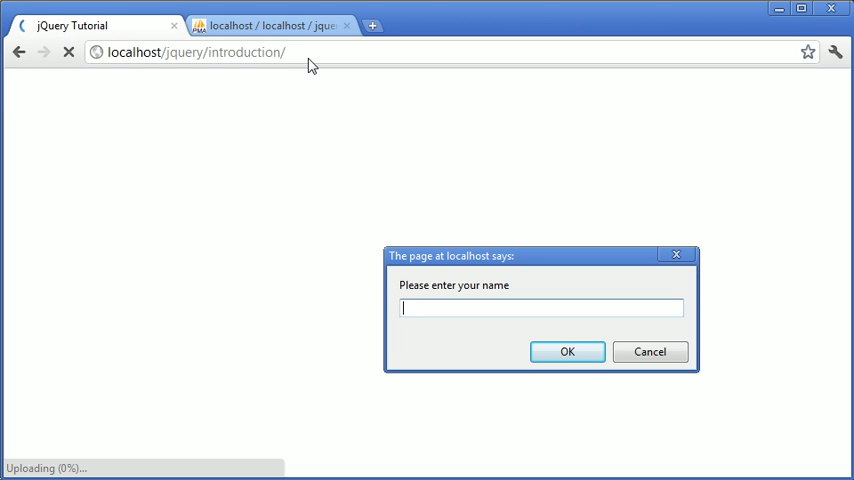 jQuery Tutorial
localhost / localhost / jque
localhost/jquery/introduction/
The page at localhost says:
Please enter your name
OK Cancel
Uploading (0%)...
PMA